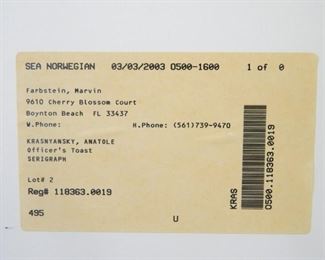 SEA NORWEGIAN 03/03/2003 0500-1600 1 of 0
Farbstein, Marvin
9610 Cherry Blossom Court
Boynton Beach FL 33437
W.Phone: H.Phone: (561)739-9470
KRASNYANSKY, ANATOLE
Officer's Toast
SERIGRAPH
Lot# 2
Reg# 118363.0019
495
U
KRAS
0500.118363.0019